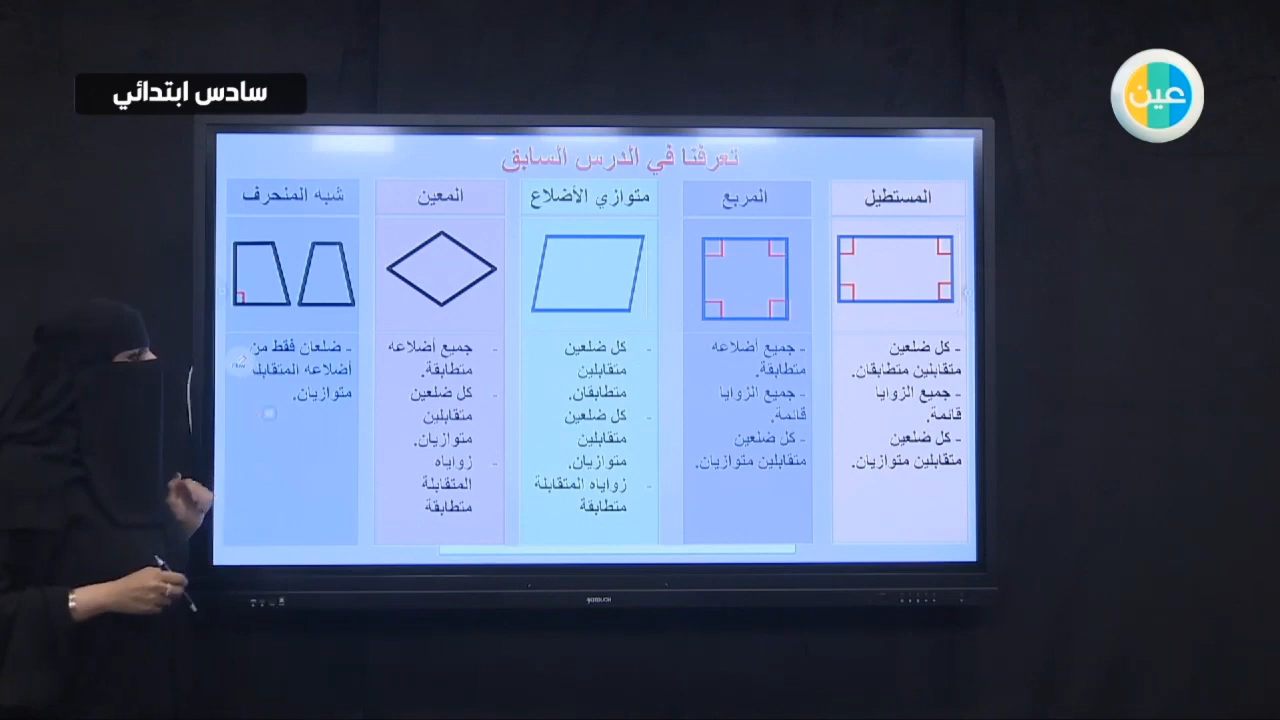 سادس ابتدائي
عين
تعرفنا في الدرس السابق
المستطيل
- كل ضلعين
متقابلين متطابقان.
- جميع الزوايا
قائمة.
- كل ضلعين
متقابلين متوازيان.
المربع
- جميع أضلاعه
متطابقة.
- جميع الزوايا
قائمة.
- كل ضلعين
متقابلين متوازيان.
متوازي الأضلاع
- كل ضلعين
متقابلين
متطابقان.
- كل ضلعين
متقابلين
متوازيان.
- زواياه المتقابلة
متطابقة
المعين
- جميع أضلاعه
متطابقة.
- كل ضلعين
متقابلين
متوازيان.
- زواياه
المتقابلة
متطابقة
شبه المنحرف
- ضلعان فقط من
أضلاعه المتقابلة
متوازيان.